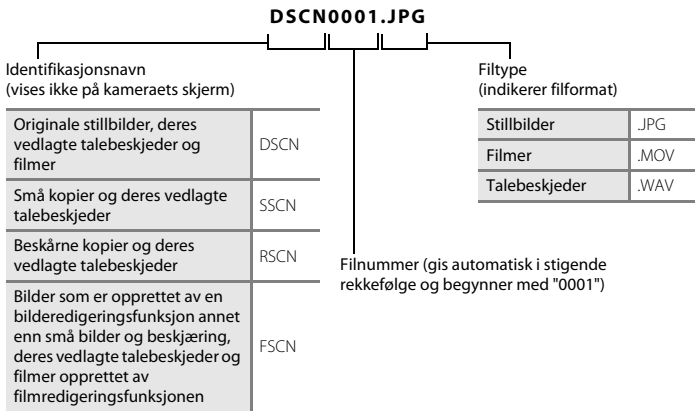 DSCN0001.JPG
Identifikasjonsnavn
(vises ikke på kameraets skjerm)
Originale stillbilder, deres
vedlagte talebeskjeder og
filmer
DSCN
Små kopier og deres vedlagte
talebeskjeder
SSCN
Beskårne kopier og deres
vedlagte talebeskjeder
RSCN
Bilder som er opprettet av en
bilderedigeringsfunksjon annet
enn små bilder og beskjæring,
deres vedlagte talebeskjeder og
filmer opprettet av
filmredigeringsfunksjonen
FSCN
Filnummer (gis automatisk i stigende
rekkefølge og begynner med "0001")
Filtype
(indikerer filformat)
Stillbilder .JPG
Filmer .MOV
Talebeskjeder .WAV